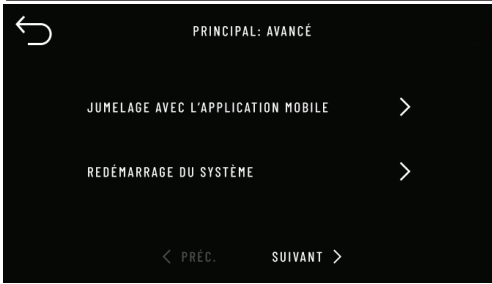 PRINCIPAL: AVANCÉ
JUMELAGE AVEC L'APPLICATION MOBILE
REDÉMARRAGE DU SYSTÈME
PRÉC. SUIVANT